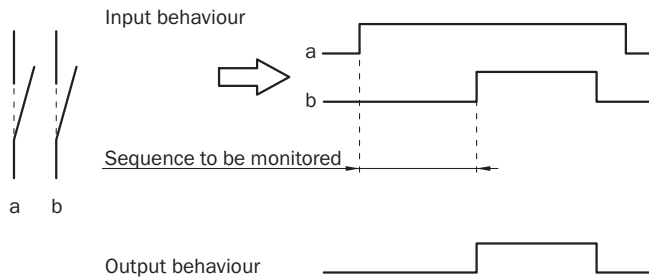 Input behaviour
a
b
Sequence to be monitored
a b
Output behaviour